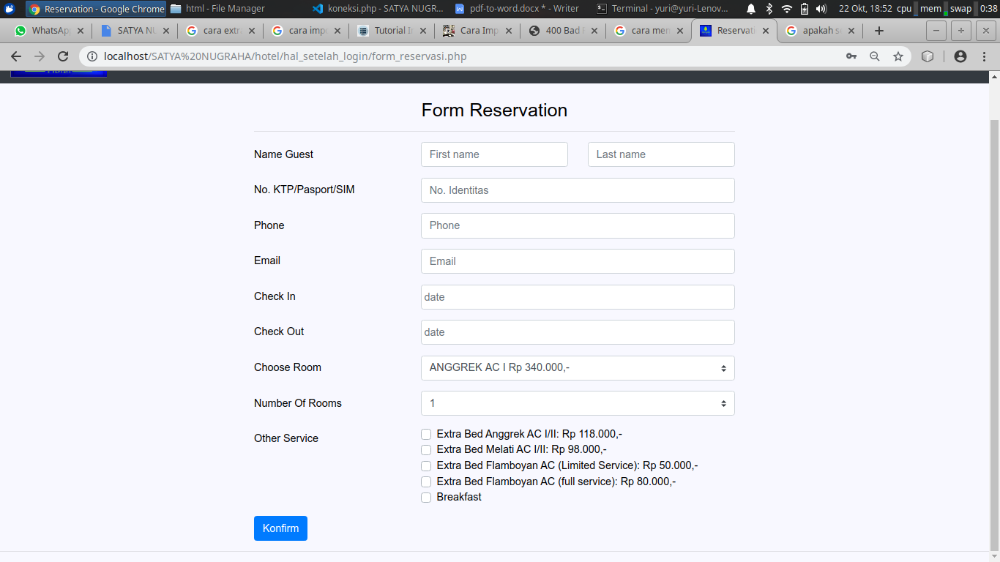 Reservation - Google Chrome
html - File Manager
koneksi.php - SATYA NUGR...
pdf-to-word.docx * - Writer
Terminal - yuri@yuri-Lenov...
22 Okt, 18:52 cpu mem swap 0:38
WhatsAp
SATYA NU
cara extr
cara impo
Tutorial In
Cara Imp
400 Bad
cara men
Reservati
apakah se
localhost/SATYA%20NUGRAHA/hotel/hal_setelah_login/form_reservasi.php
Form Reservation
Name Guest First name Last name
No. KTP/Pasport/SIM No. Identitas
Phone Phone
Email Email
Check In date
Check Out date
Choose Room ANGGREK AC I Rp 340.000,-
Number Of Rooms 1
Other Service
Extra Bed Anggrek AC I/II: Rp 118.000,-
Extra Bed Melati AC I/II: Rp 98.000,-
Extra Bed Flamboyan AC (Limited Service): Rp 50.000,-
Extra Bed Flamboyan AC (full service): Rp 80.000,-
Breakfast
Konfirm